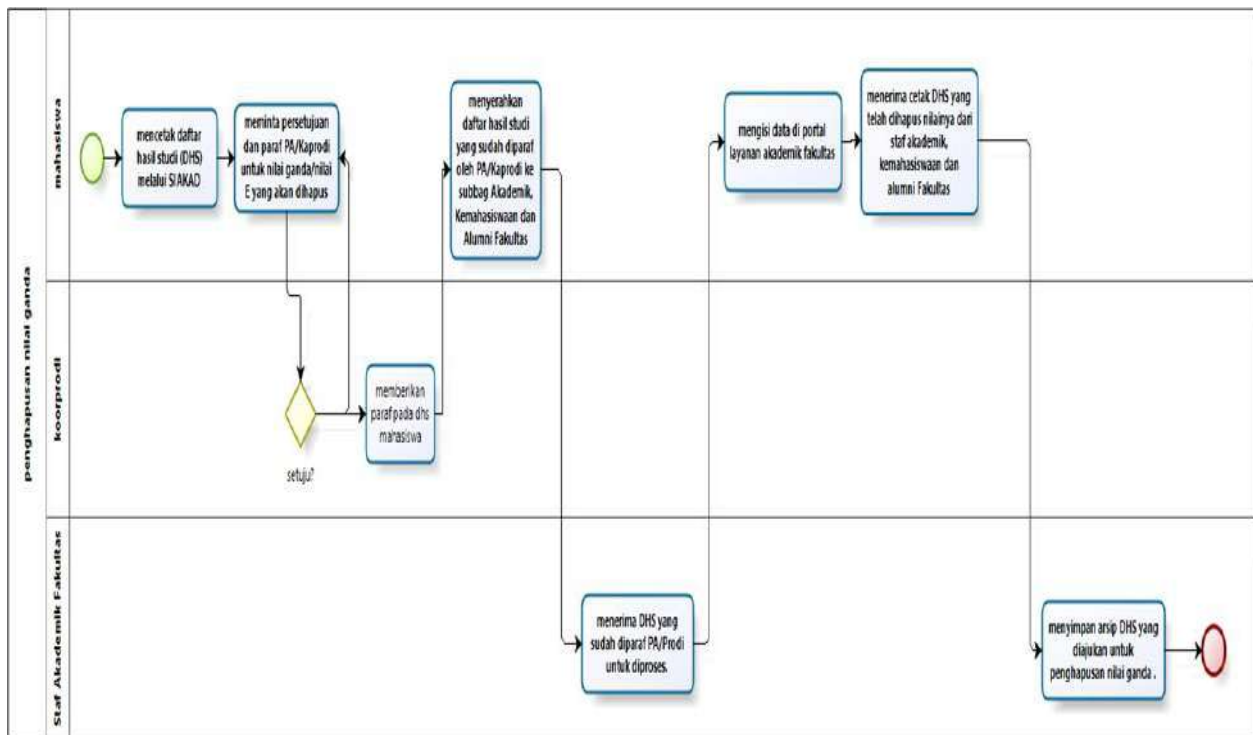 penghapusan nilai ganda
mahasiswa
mencetak daftar
hasil studi (DHS)
melalui SIAKAD
meminta persetujuan
dan paraf PA/Kaprodi
untuk nilai ganda/nilai
E yang akan dihapus
menyerahkan
daftar hasil studi
yang sudah diparaf
oleh PA/Kaprodi ke
subbag Akademik,
Kemahasiswaan dan
Alumni Fakultas
mengisi data di portal
layanan akademik fakultas
menerima cetak DHS yang
telah dihapus nilainya dari
staf akademik,
kemahasiswaan dan
alumni Fakultas
koorprodi
setuju?
memberikan
paraf pada dhs
mahasiswa
Staf Akademik Fakultas
menerima DHS yang
sudah diparaf PA/Prodi
untuk diproses.
menyimpan arsip DHS yang
diajukan untuk
penghapusan nilai ganda .